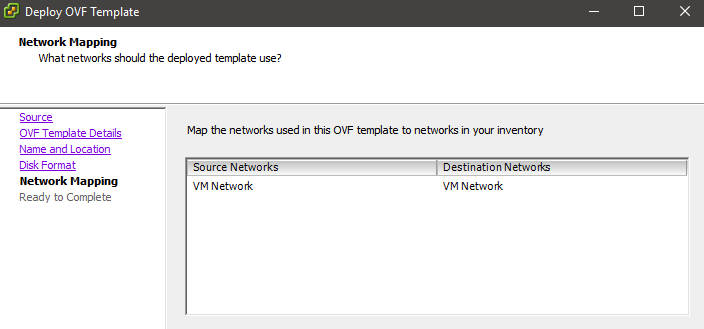 Deploy OVF Template
Network Mapping
What networks should the deployed template use?
Source
OVF Template Details
Name and Location
Disk Format
Network Mapping
Ready to Complete
Map the networks used in this OVF template to networks in your inventory
Source Networks Destination Networks
VM Network VM Network